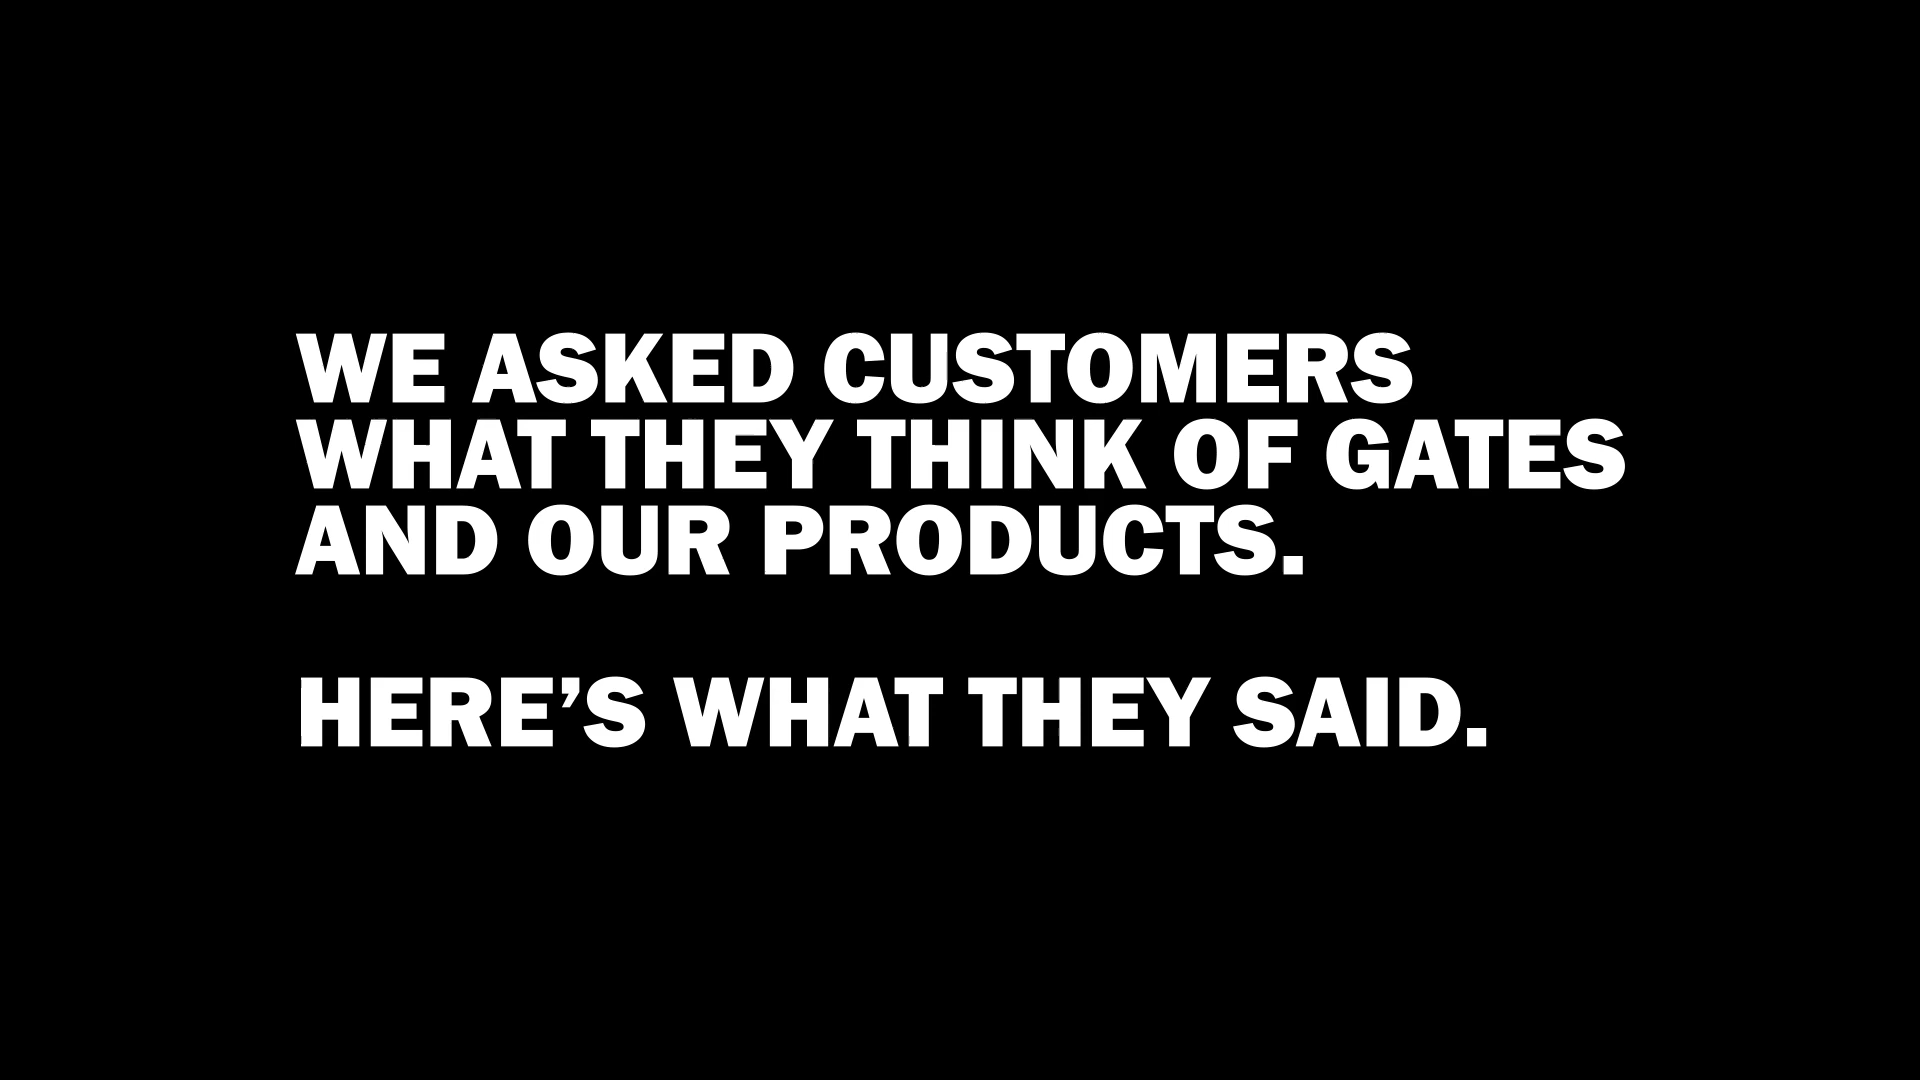 WE ASKED CUSTOMERS
WHAT THEY THINK OF GATES
AND OUR PRODUCTS.
HERE’S WHAT THEY SAID.